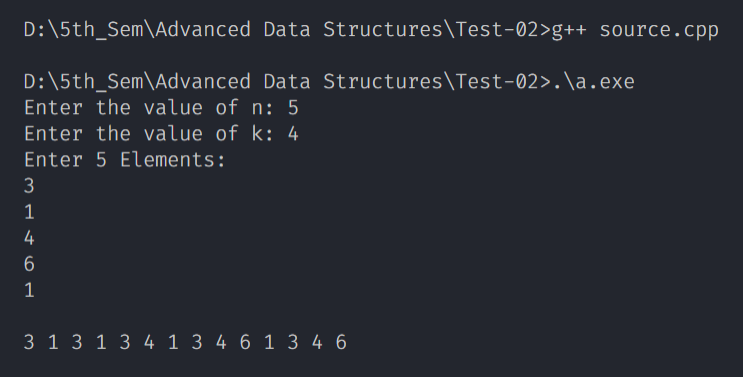 D:\5th_Sem\Advanced Data Structures\Test-02>g++ source.cpp
D:\5th_Sem\Advanced Data Structures\Test-02>.\a.exe
Enter the value of n: 5
Enter the value of k: 4
Enter 5 Elements:
3
1
4
6
1
3 1 3 1 3 4 1 3 4 6 1 3 4 6